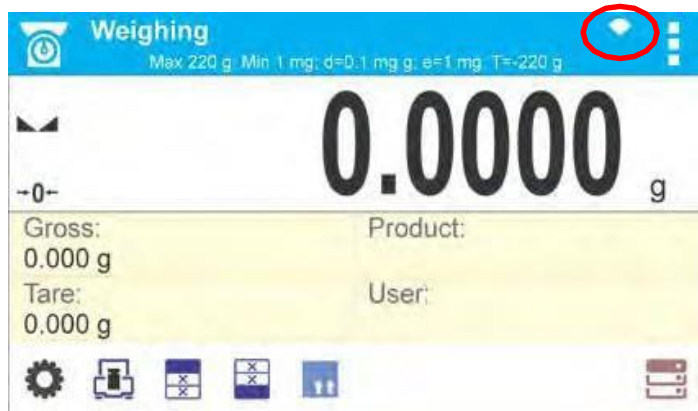 Weighing
Max 220 g Min 1 mg; d=0.1 mg g; e=1 mg T=-220 g
0.0000 g
→0←
Gross: Product:
0.000 g
Tare: User:
0.000 g